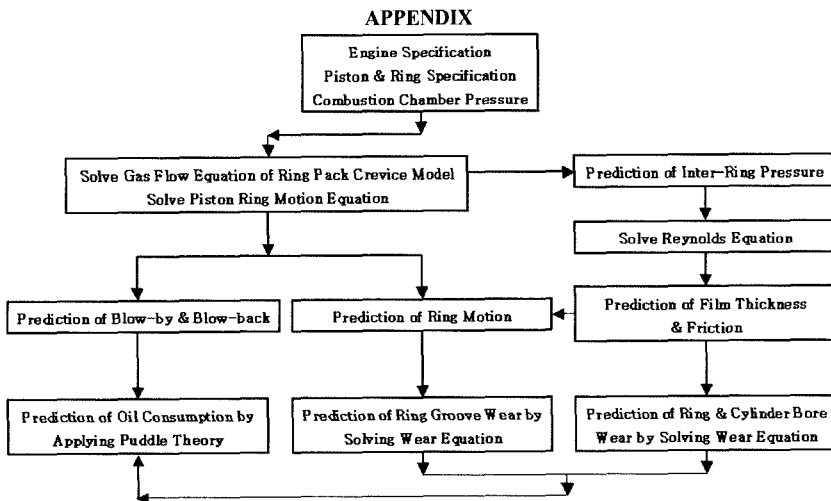 APPENDIX
Engine Specification
Piston & Ring Specification
Combustion Chamber Pressure
Solve Gas Flow Equation of Ring Pack Crevice Model
Solve Piston Ring Motion Equation
Prediction of Inter-Ring Pressure
Solve Reynolds Equation
Prediction of Blow-by & Blow-back
Prediction of Ring Motion
Prediction of Film Thickness
& Friction
Prediction of Oil Consumption by
Applying Puddle Theory
Prediction of Ring Groove Wear by
Solving Wear Equation
Prediction of Ring & Cylinder Bore
Wear by Solving Wear Equation